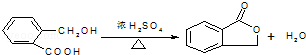 CH₂OH
COOH
浓H₂SO₄
△
O
O
+ H₂O